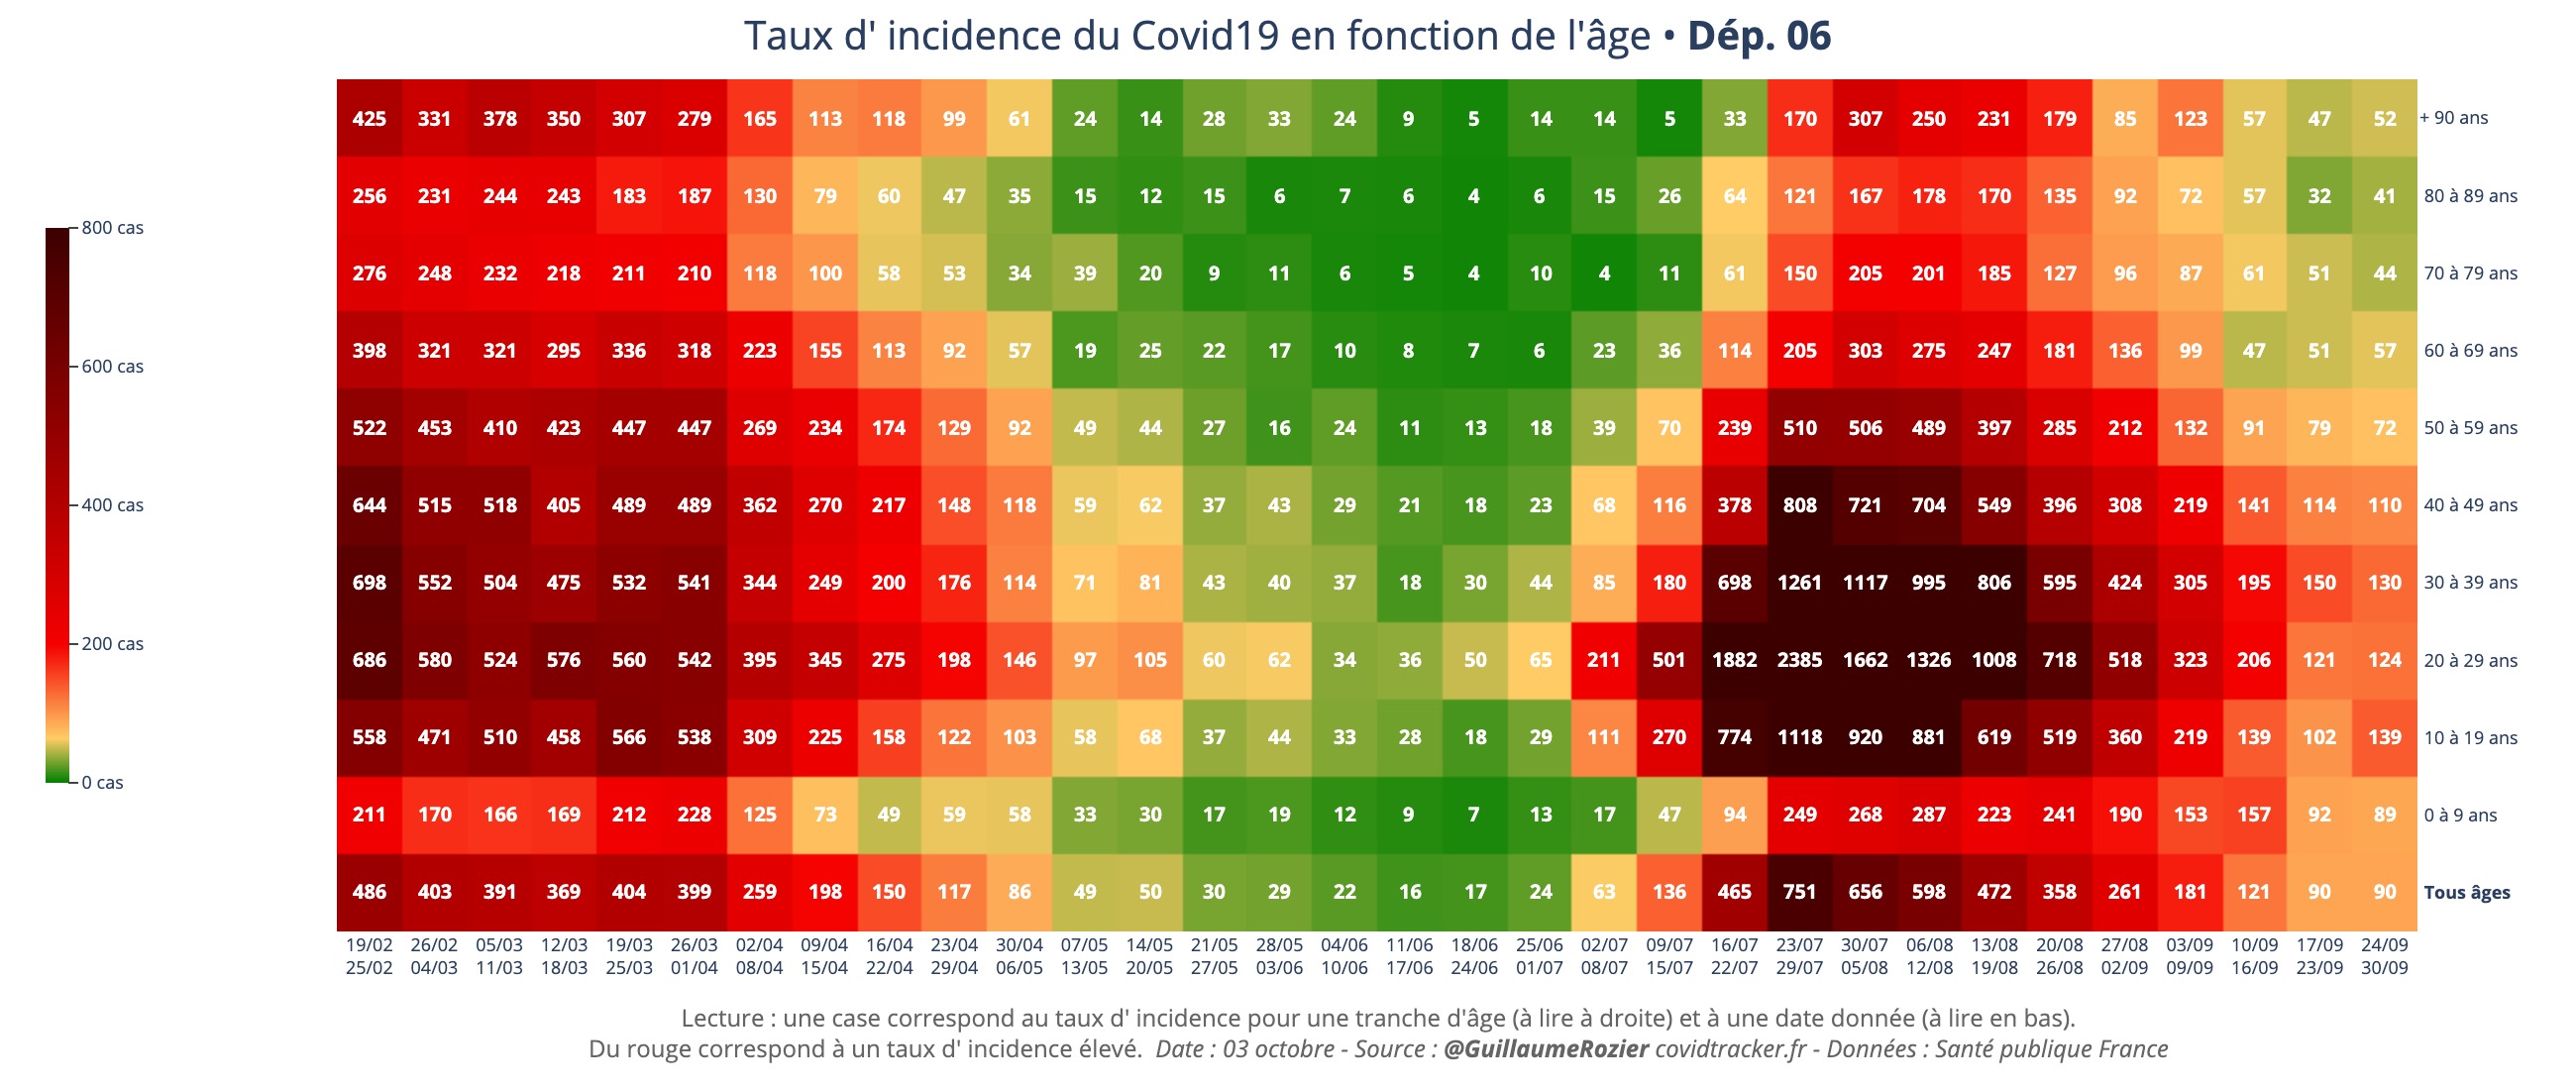 Taux d' incidence du Covid19 en fonction de l'âge • Dép. 06
425 331 378 350 307 279 165 113 118 99 61 24 14 28 33 24 9 5 14 14 5 33 170 307 250 231 179 85 123 57 47 52 + 90 ans
256 231 244 243 183 187 130 79 60 47 35 15 12 15 6 7 6 4 6 15 26 64 121 167 178 170 135 92 72 57 32 41 80 à 89 ans
800 cas
276 248 232 218 211 210 118 100 58 53 34 39 20 9 11 6 5 4 10 4 11 61 150 205 201 185 127 96 87 61 51 44 70 à 79 ans
398 321 321 295 336 318 223 155 113 92 57 19 25 22 17 10 8 7 6 23 36 114 205 303 275 247 181 136 99 47 51 57 60 à 69 ans
600 cas
522 453 410 423 447 447 269 234 174 129 92 49 44 27 16 24 11 13 18 39 70 239 510 506 489 397 285 212 132 91 79 72 50 à 59 ans
400 cas
644 515 518 405 489 489 362 270 217 148 118 59 62 37 43 29 21 18 23 68 116 378 808 721 704 549 396 308 219 141 114 110 40 à 49 ans
698 552 504 475 532 541 344 249 200 176 114 71 81 43 40 37 18 30 44 85 180 698 1261 1117 995 806 595 424 305 195 150 130 30 à 39 ans
200 cas
686 580 524 576 560 542 395 345 275 198 146 97 105 60 62 34 36 50 65 211 501 1882 2385 1662 1326 1008 718 518 323 206 121 124 20 à 29 ans
558 471 510 458 566 538 309 225 158 122 103 58 68 37 44 33 28 18 29 111 270 774 1118 920 881 619 519 360 219 139 102 139 10 à 19 ans
0 cas
211 170 166 169 212 228 125 73 49 59 58 33 30 17 19 12 9 7 13 17 47 94 249 268 287 223 241 190 153 157 92 89 0 à 9 ans
486 403 391 369 404 399 259 198 150 117 86 49 50 30 29 22 16 17 24 63 136 465 751 656 598 472 358 261 181 121 90 90 Tous âges
19/02 26/02 05/03 12/03 19/03 26/03 02/04 09/04 16/04 23/04 30/04 07/05 14/05 21/05 28/05 04/06 11/06 18/06 25/06 02/07 09/07 16/07 23/07 30/07 06/08 13/08 20/08 27/08 03/09 10/09 17/09 24/09
25/02 04/03 11/03 18/03 25/03 01/04 08/04 15/04 22/04 29/04 06/05 13/05 20/05 27/05 03/06 10/06 17/06 24/06 01/07 08/07 15/07 22/07 29/07 05/08 12/08 19/08 26/08 02/09 09/09 16/09 23/09 30/09
Lecture : une case correspond au taux d' incidence pour une tranche d'âge (à lire à droite) et à une date donnée (à lire en bas).
Du rouge correspond à un taux d' incidence élevé. Date : 03 octobre - Source : @GuillaumeRozier covidtracker.fr - Données : Santé publique France